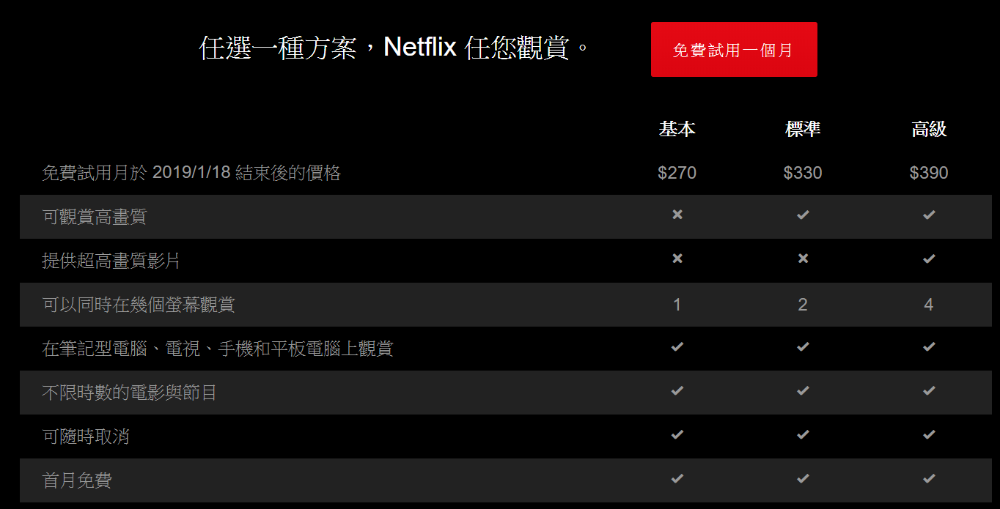 任選一種方案，Netflix 任您觀賞。 免費試用一個月
基本 標準 高級
免費試用月於 2019/1/18 結束後的價格 $270 $330 $390
可觀賞高畫質 × ✓ ✓
提供超高畫質影片 × × ✓
可以同時在幾個螢幕觀賞 1 2 4
在筆記型電腦、電視、手機和平板電腦上觀賞 ✓ ✓ ✓
不限時數的電影與節目 ✓ ✓ ✓
可隨時取消 ✓ ✓ ✓
首月免費 ✓ ✓ ✓